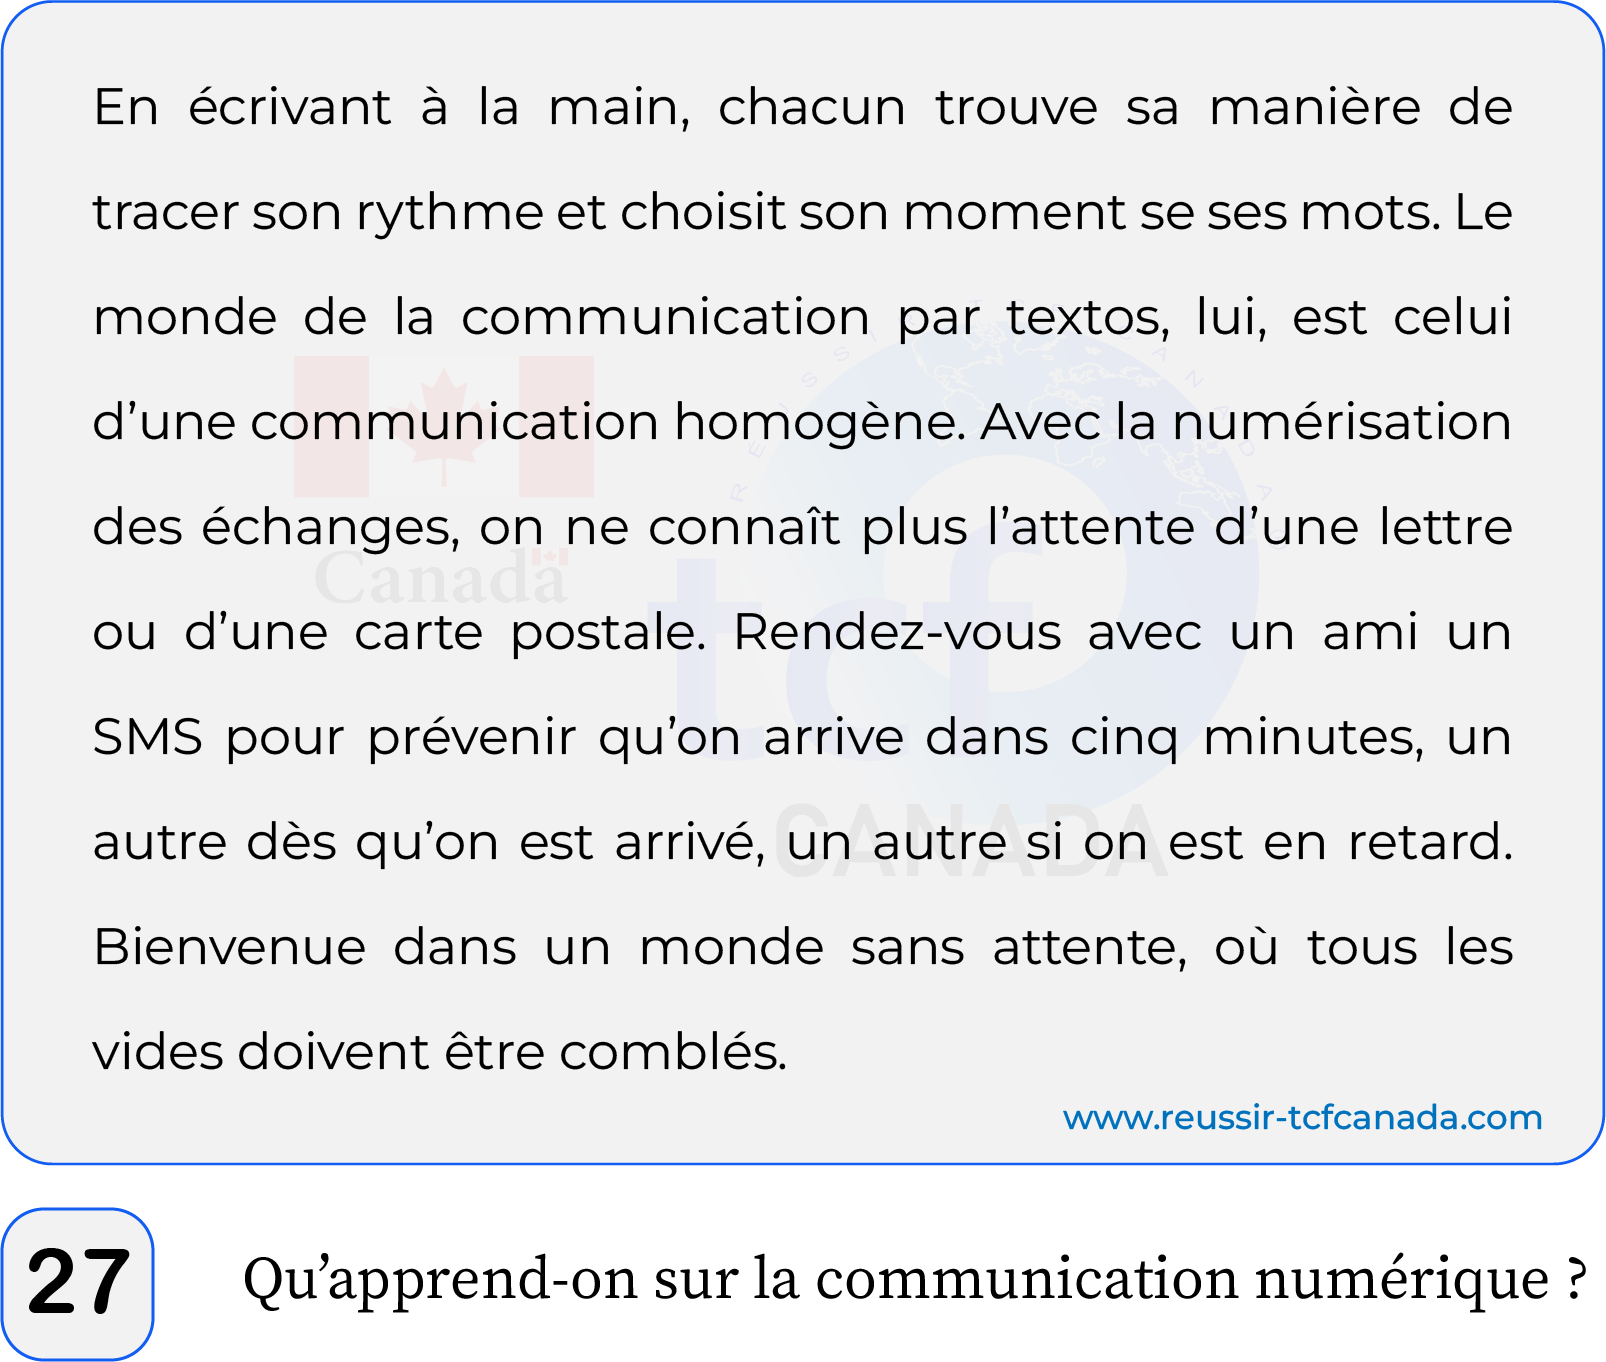 En écrivant à la main, chacun trouve sa manière de
tracer son rythme et choisit son moment se ses mots. Le
monde de la communication par textos, lui, est celui
d’une communication homogène. Avec la numérisation
des échanges, on ne connaît plus l’attente d’une lettre
ou d’une carte postale. Rendez-vous avec un ami un
SMS pour prévenir qu’on arrive dans cinq minutes, un
autre dès qu’on est arrivé, un autre si on est en retard.
Bienvenue dans un monde sans attente, où tous les
vides doivent être comblés.
Canada
tcf
CANADA
www.reussir-tcfcanada.com
27
Qu’apprend-on sur la communication numérique ?